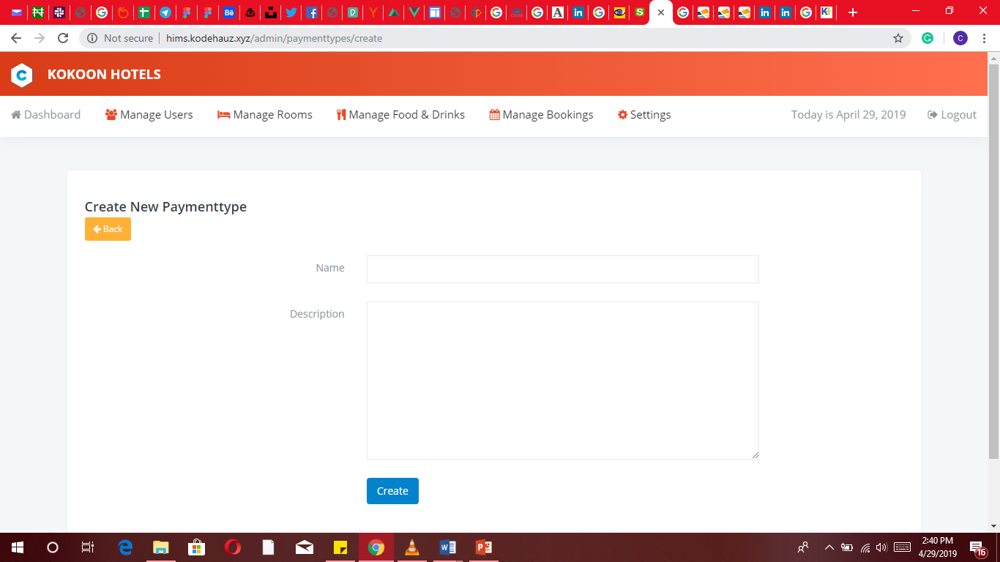 Not secure
hims.kodehauz.xyz/admin/paymenttypes/create
C
KOKOON HOTELS
Dashboard
Manage Users
Manage Rooms
Manage Food & Drinks
Manage Bookings
Settings
Today is April 29, 2019
Logout
Create New Paymenttype
Back
Name
Description
Create
2:40 PM
4/29/2019
16